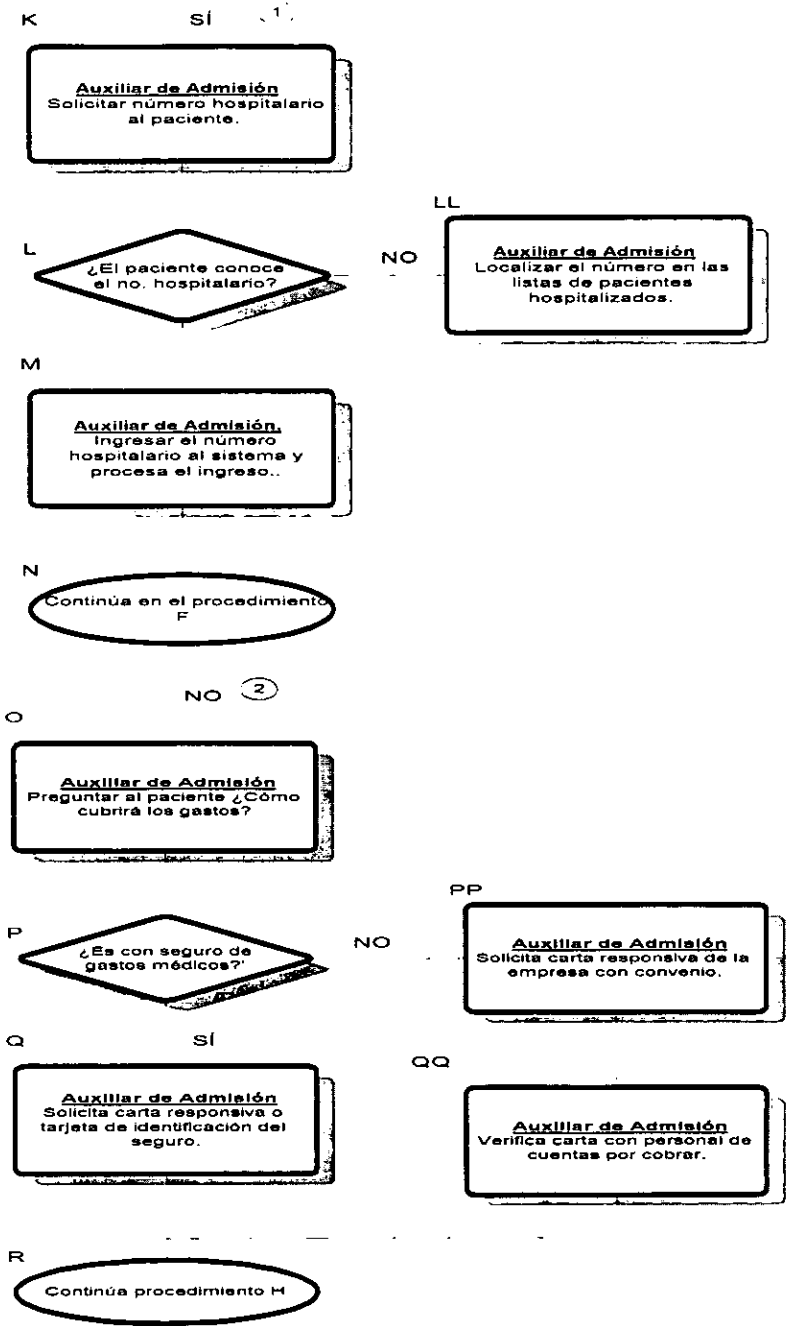 K
SÍ 1
Auxiliar de Admisión
Solicitar número hospitalario
al paciente.
L
¿El paciente conoce
el no. hospitalario?
NO
LL
Auxiliar de Admisión
Localizar el número en las
listas de pacientes
hospitalizados.
M
Auxiliar de Admisión.
Ingresar el número
hospitalario al sistema y
procesa el ingreso..
N
Continúa en el procedimiento
F
NO 2
O
Auxiliar de Admisión
Preguntar al paciente ¿Cómo
cubrirá los gastos?
P
¿Es con seguro de
gastos médicos?'
NO
PP
Auxiliar de Admisión
Solicita carta responsiva de la
empresa con convenio.
Q
SÍ
Auxiliar de Admisión
Solicita carta responsiva o
tarjeta de identificación del
seguro.
QQ
Auxiliar de Admisión
Verifica carta con personal de
cuentas por cobrar.
R
Continúa procedimiento H